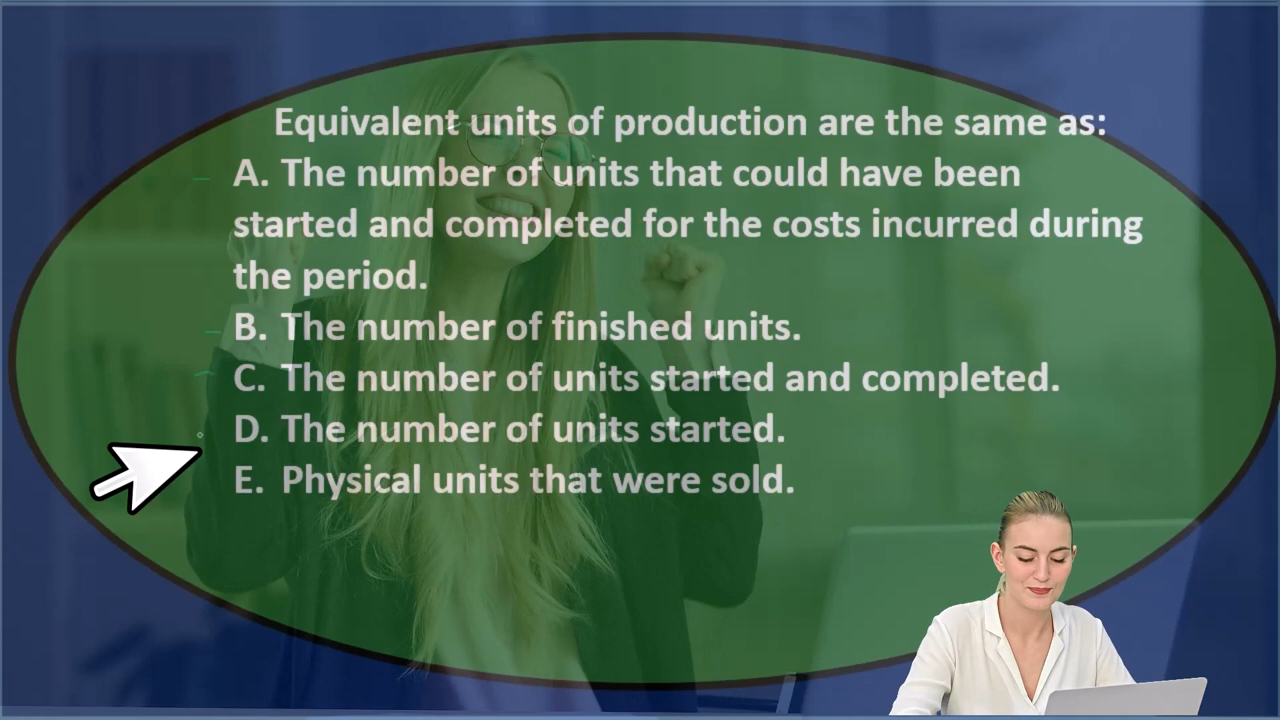 Equivalent units of production are the same as:
A. The number of units that could have been
started and completed for the costs incurred during
the period.
B. The number of finished units.
C. The number of units started and completed.
D. The number of units started.
E. Physical units that were sold.